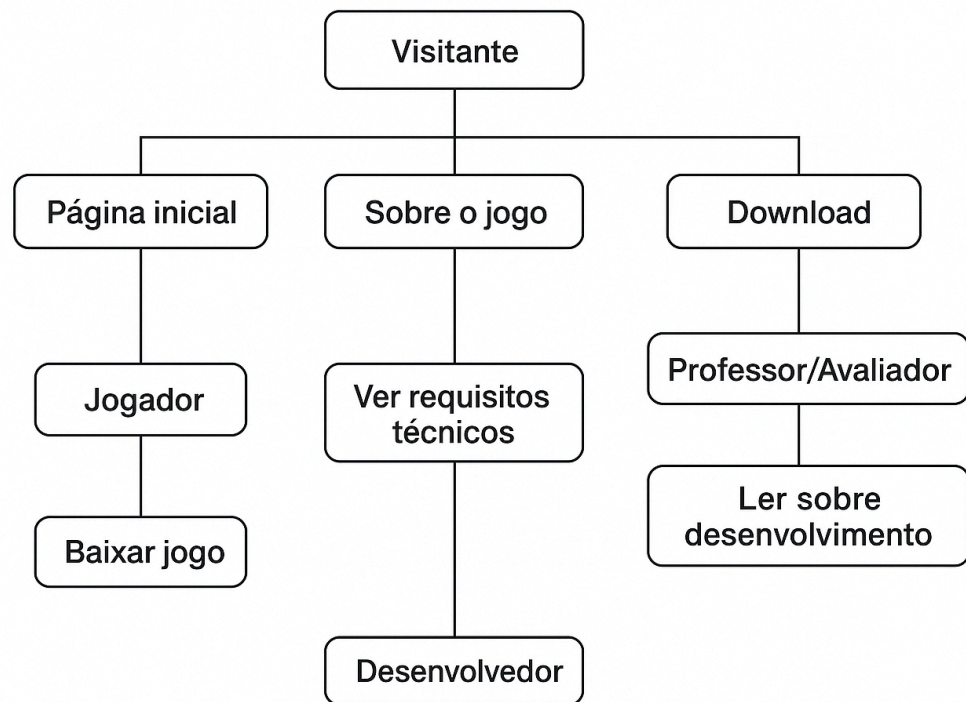 Visitante
Página inicial
Sobre o jogo
Download
Jogador
Ver requisitos
técnicos
Professor/Avaliador
Baixar jogo
Ler sobre
desenvolvimento
Desenvolvedor